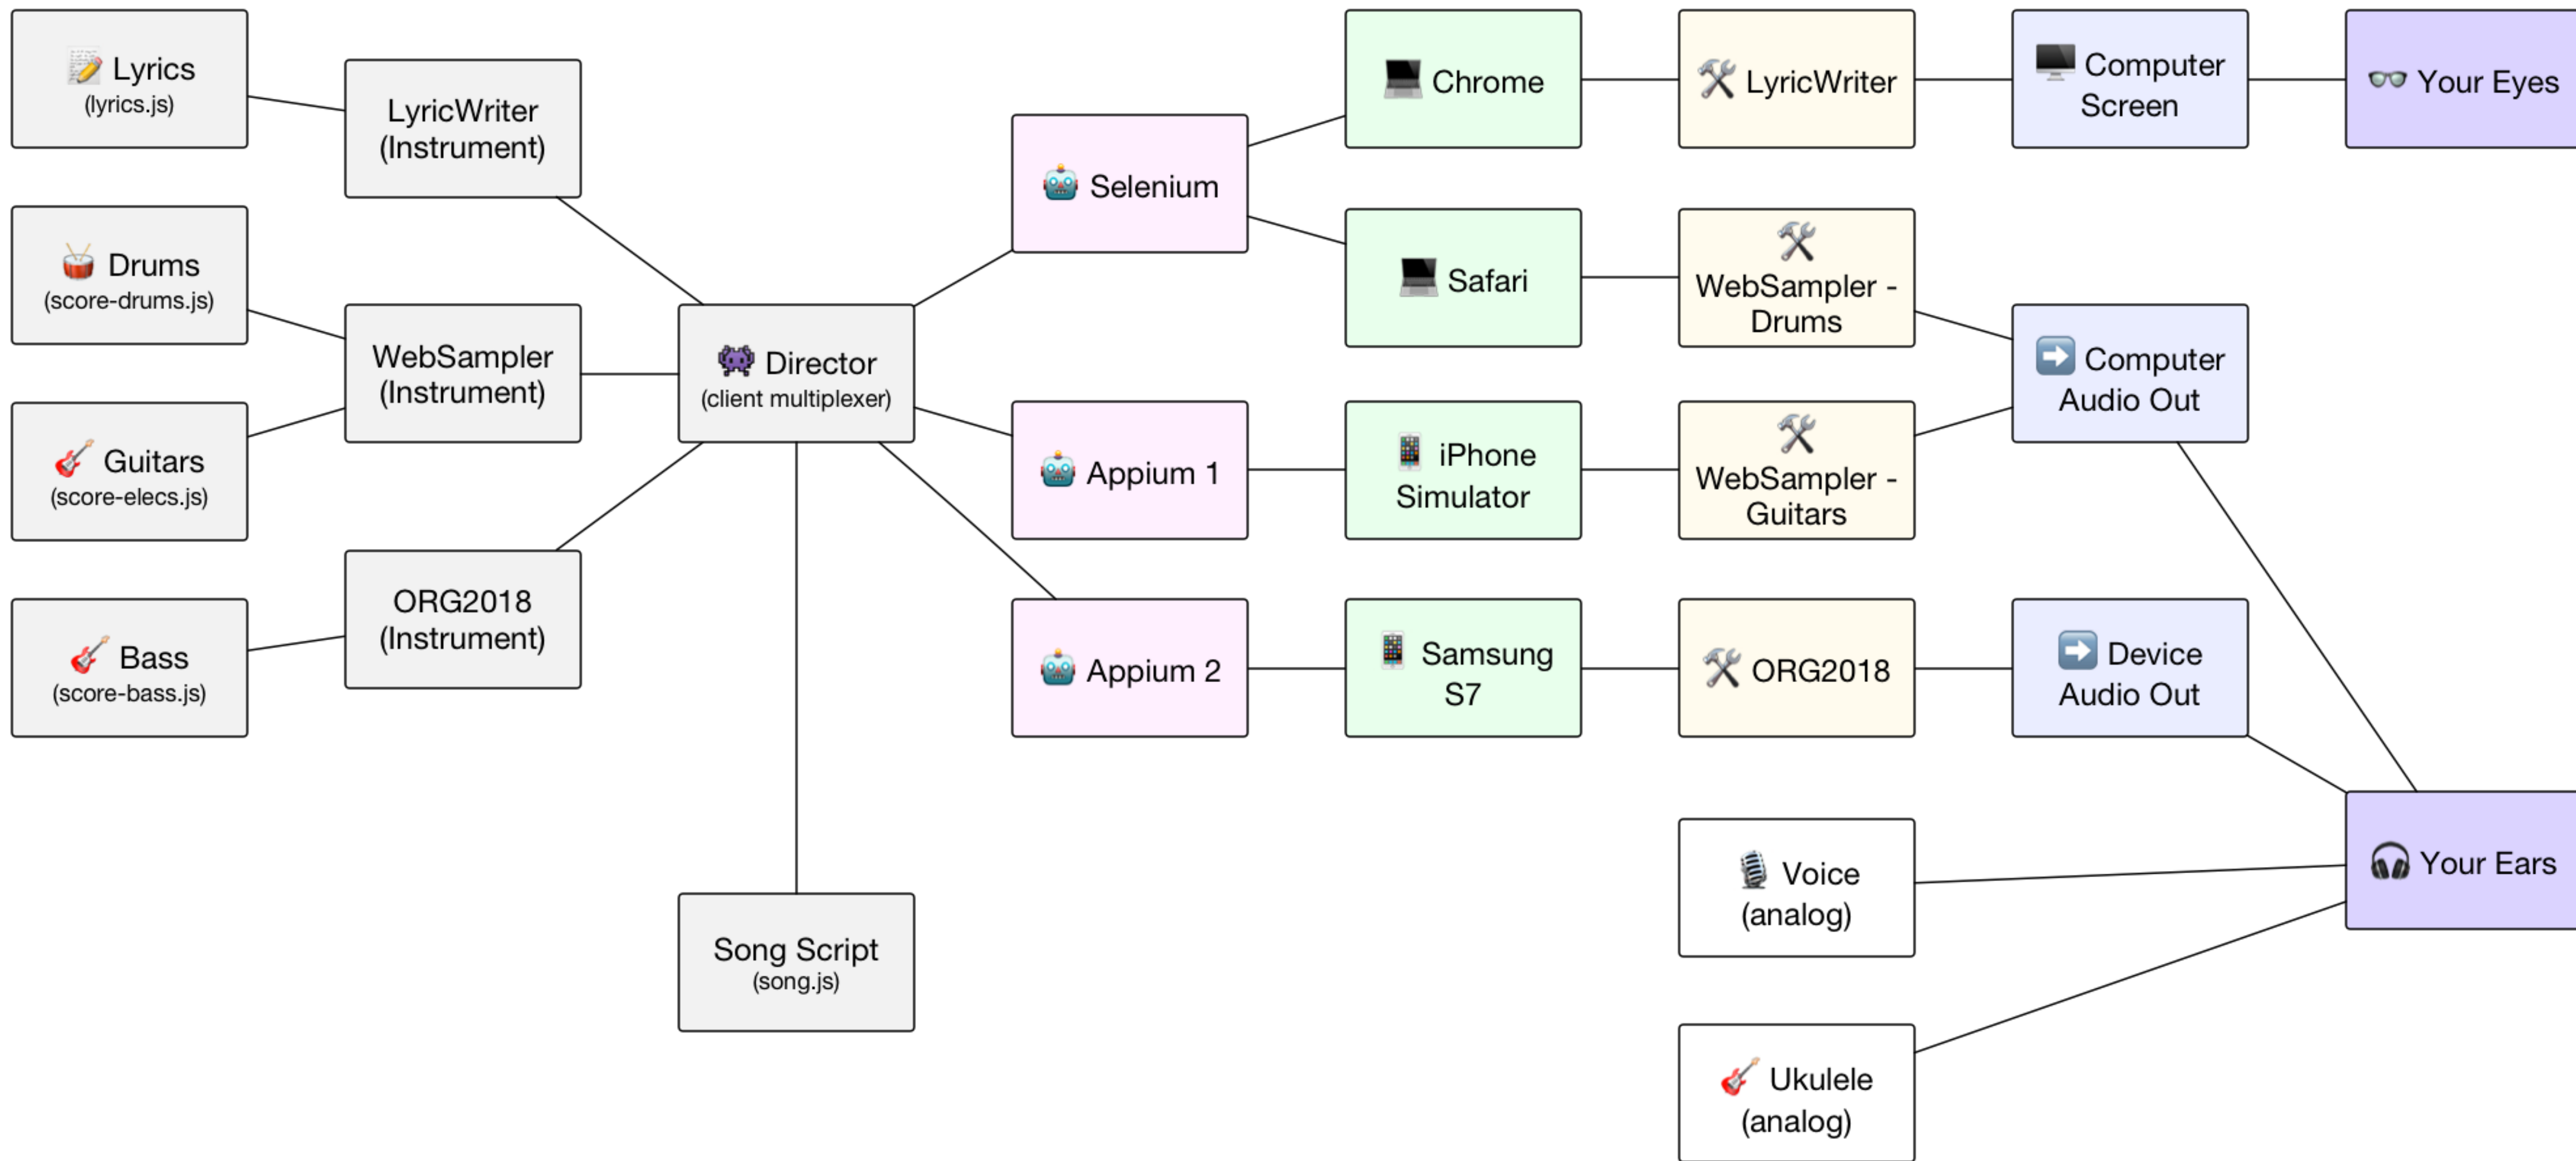 Lyrics
(lyrics.js)
LyricWriter
(Instrument)
Drums
(score-drums.js)
WebSampler
(Instrument)
Guitars
(score-elecs.js)
ORG2018
(Instrument)
Bass
(score-bass.js)
Director
(client multiplexer)
Song Script
(song.js)
Selenium
Appium 1
Appium 2
Chrome
Safari
iPhone
Simulator
Samsung
S7
LyricWriter
WebSampler -
Drums
WebSampler -
Guitars
ORG2018
Voice
(analog)
Ukulele
(analog)
Computer
Screen
Computer
Audio Out
Device
Audio Out
Your Eyes
Your Ears